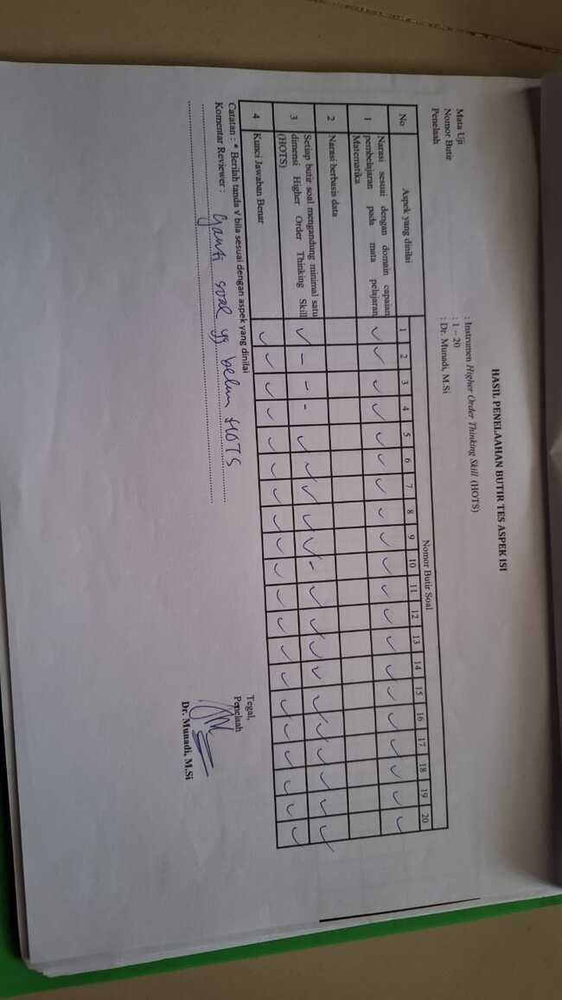 HASIL PENELAAHAN BUTIR TES ASPEK ISI
Mata Uji : Instrumen Higher Order Thinking Skill (HOTS)
Nomor Butir : 1 – 20
Penelaah : Dr. Munadi, M.Si
No Aspek yang dinilai Nomor Butir Soal
1 2 3 4 5 6 7 8 9 10 11 12 13 14 15 16 17 18 19 20
1 Narasi sesuai dengan domain capaian pembelajaran pada mata pelajaran Matematika ✓ ✓ ✓ ✓ ✓ ✓ ✓ ✓ ✓ ✓ ✓ ✓ ✓ ✓ ✓ ✓ ✓ ✓ ✓ ✓
2 Narasi berbasis data
3 Setiap butir soal mengandung minimal satu dimensi Higher Order Thinking Skill (HOTS) ✓ - - - ✓ ✓ ✓ ✓ ✓ - ✓ ✓ ✓ ✓ ✓ ✓ ✓ ✓ ✓ ✓
4 Kunci Jawaban Benar ✓ ✓ ✓ ✓ ✓ ✓ ✓ ✓ ✓ ✓ ✓ ✓ ✓ ✓ ✓ ✓ ✓ ✓ ✓ ✓
Catatan : * Berilah tanda √ bila sesuai dengan aspek yang dinilai
Komentar Reviewer : Ganti soal yg belum HOTS
Tegal,
Penelaah
Dr. Munadi, M.Si